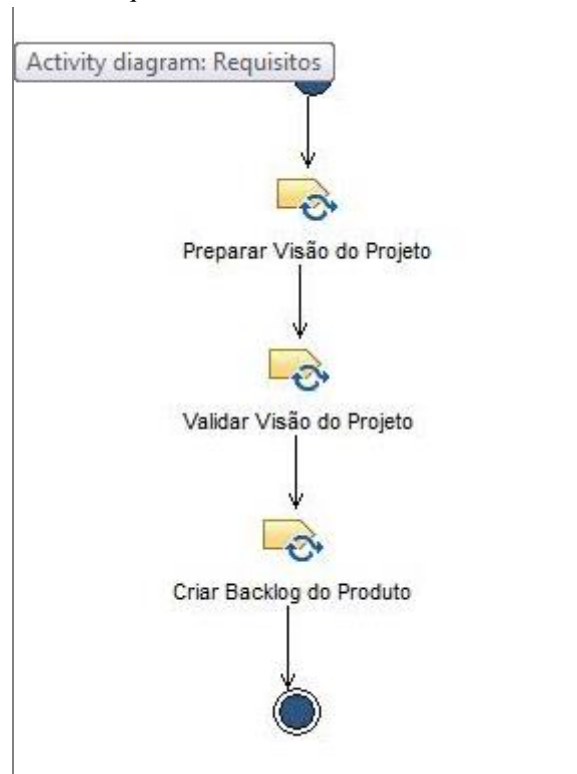 Activity diagram: Requisitos
Preparar Visão do Projeto
Validar Visão do Projeto
Criar Backlog do Produto